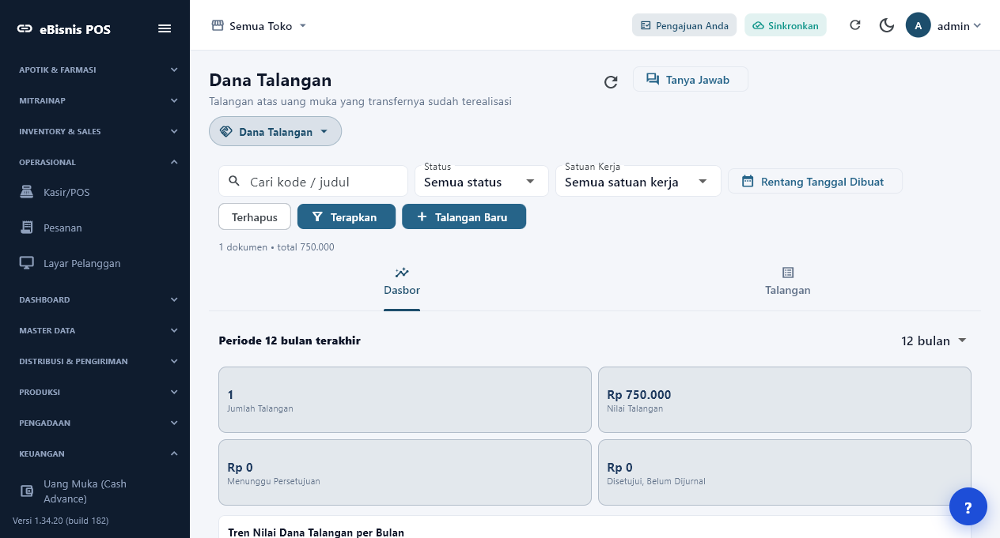 eBisnis POS
APOTIK & FARMASI
MITRAINAP
INVENTORY & SALES
OPERASIONAL
Kasir/POS
Pesanan
Layar Pelanggan
DASHBOARD
MASTER DATA
DISTRIBUSI & PENGIRIMAN
PRODUKSI
PENGADAAN
KEUANGAN
Uang Muka (Cash
Advance)
Versi 1.34.20 (build 182)
Semua Toko
Pengajuan Anda
Sinkronkan
A
admin
Dana Talangan
Talangan atas uang muka yang transfernya sudah terealisasi
Tanya Jawab
Dana Talangan
Cari kode / judul
Status
Semua status
Satuan Kerja
Semua satuan kerja
Rentang Tanggal Dibuat
Terhapus
Terapkan
Talangan Baru
1 dokumen • total 750.000
Dasbor
Talangan
Periode 12 bulan terakhir
12 bulan
1
Jumlah Talangan
Rp 750.000
Nilai Talangan
Rp 0
Menunggu Persetujuan
Rp 0
Disetujui, Belum Dijurnal
Tren Nilai Dana Talangan per Bulan
?